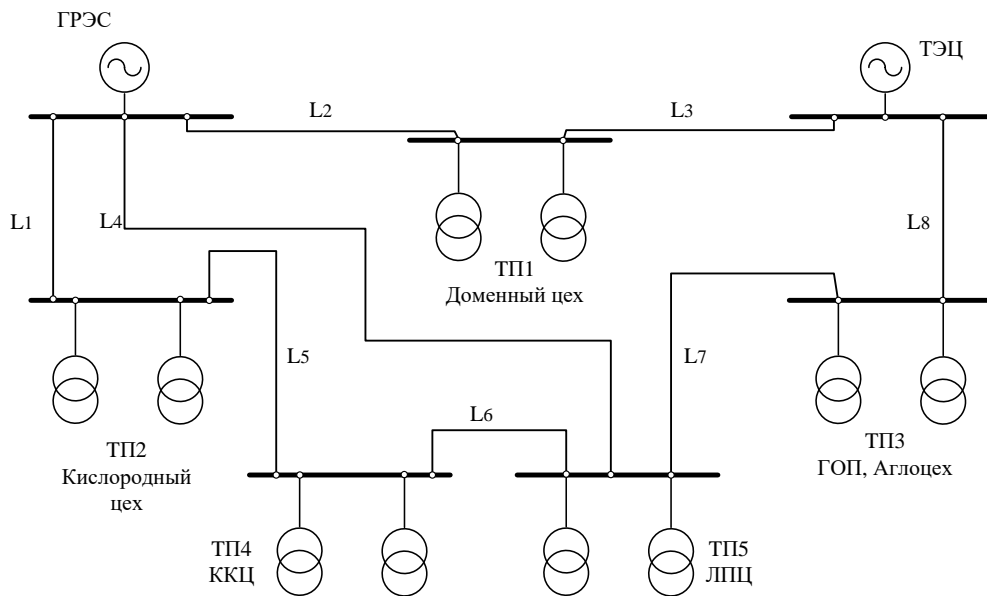 ГРЭС
ТЭЦ
L2
L3
L1
L4
L8
ТП1
Доменный цех
L5
L7
L6
ТП2
Кислородный
цех
ТП3
ГОП, Аглоцех
ТП4
ККЦ
ТП5
ЛПЦ